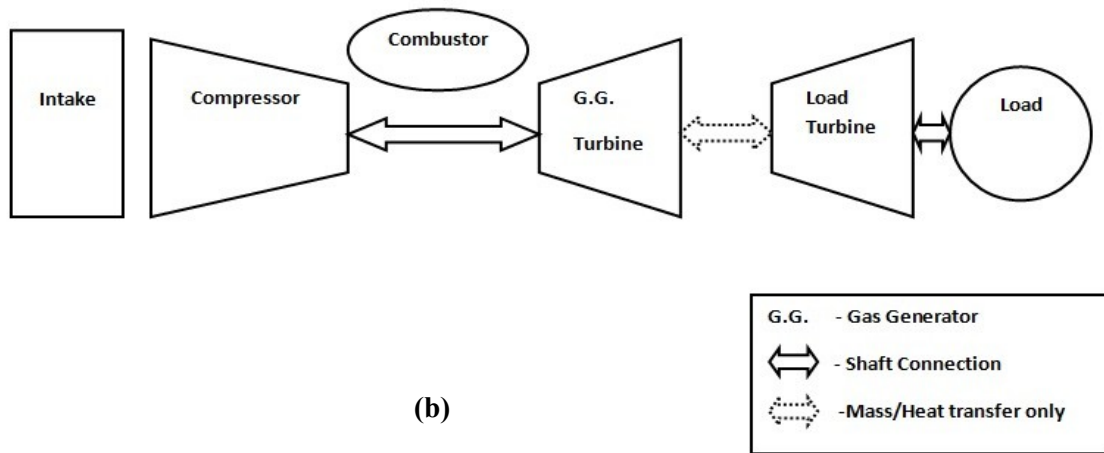 Intake
Compressor
Combustor
G.G.
Turbine
Load
Turbine
Load
G.G. - Gas Generator
- Shaft Connection
-Mass/Heat transfer only
(b)